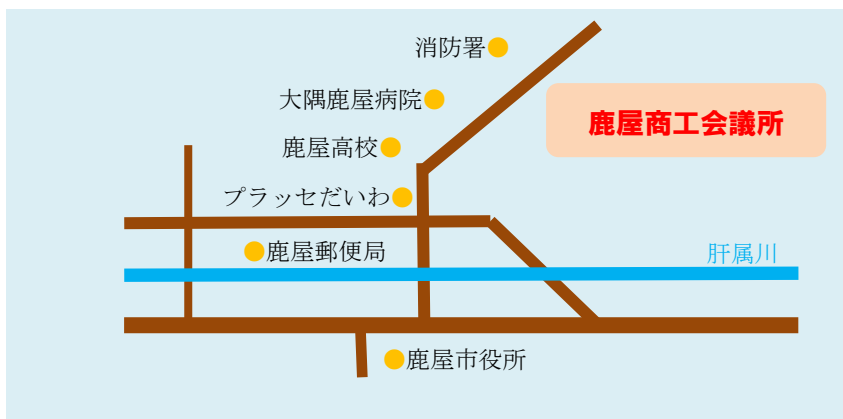 消防署
大隅鹿屋病院
鹿屋商工会議所
鹿屋高校
プラッセだいわ
鹿屋郵便局
肝属川
鹿屋市役所